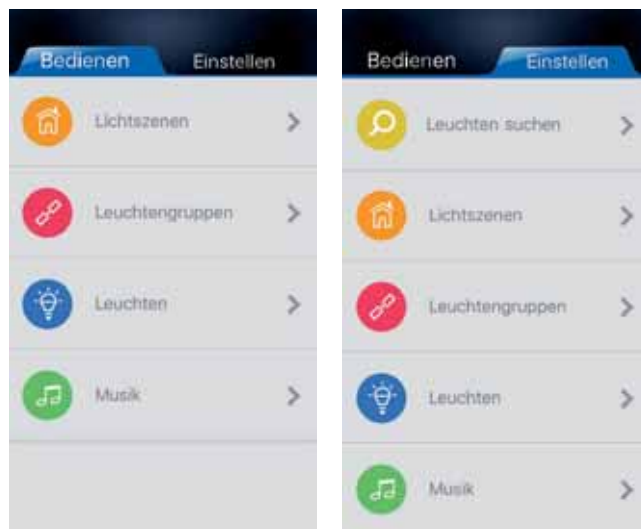 Bedienen Einstellen
Lichtszenen
Leuchtengruppen
Leuchten
Musik
Bedienen Einstellen
Leuchten suchen
Lichtszenen
Leuchtengruppen
Leuchten
Musik